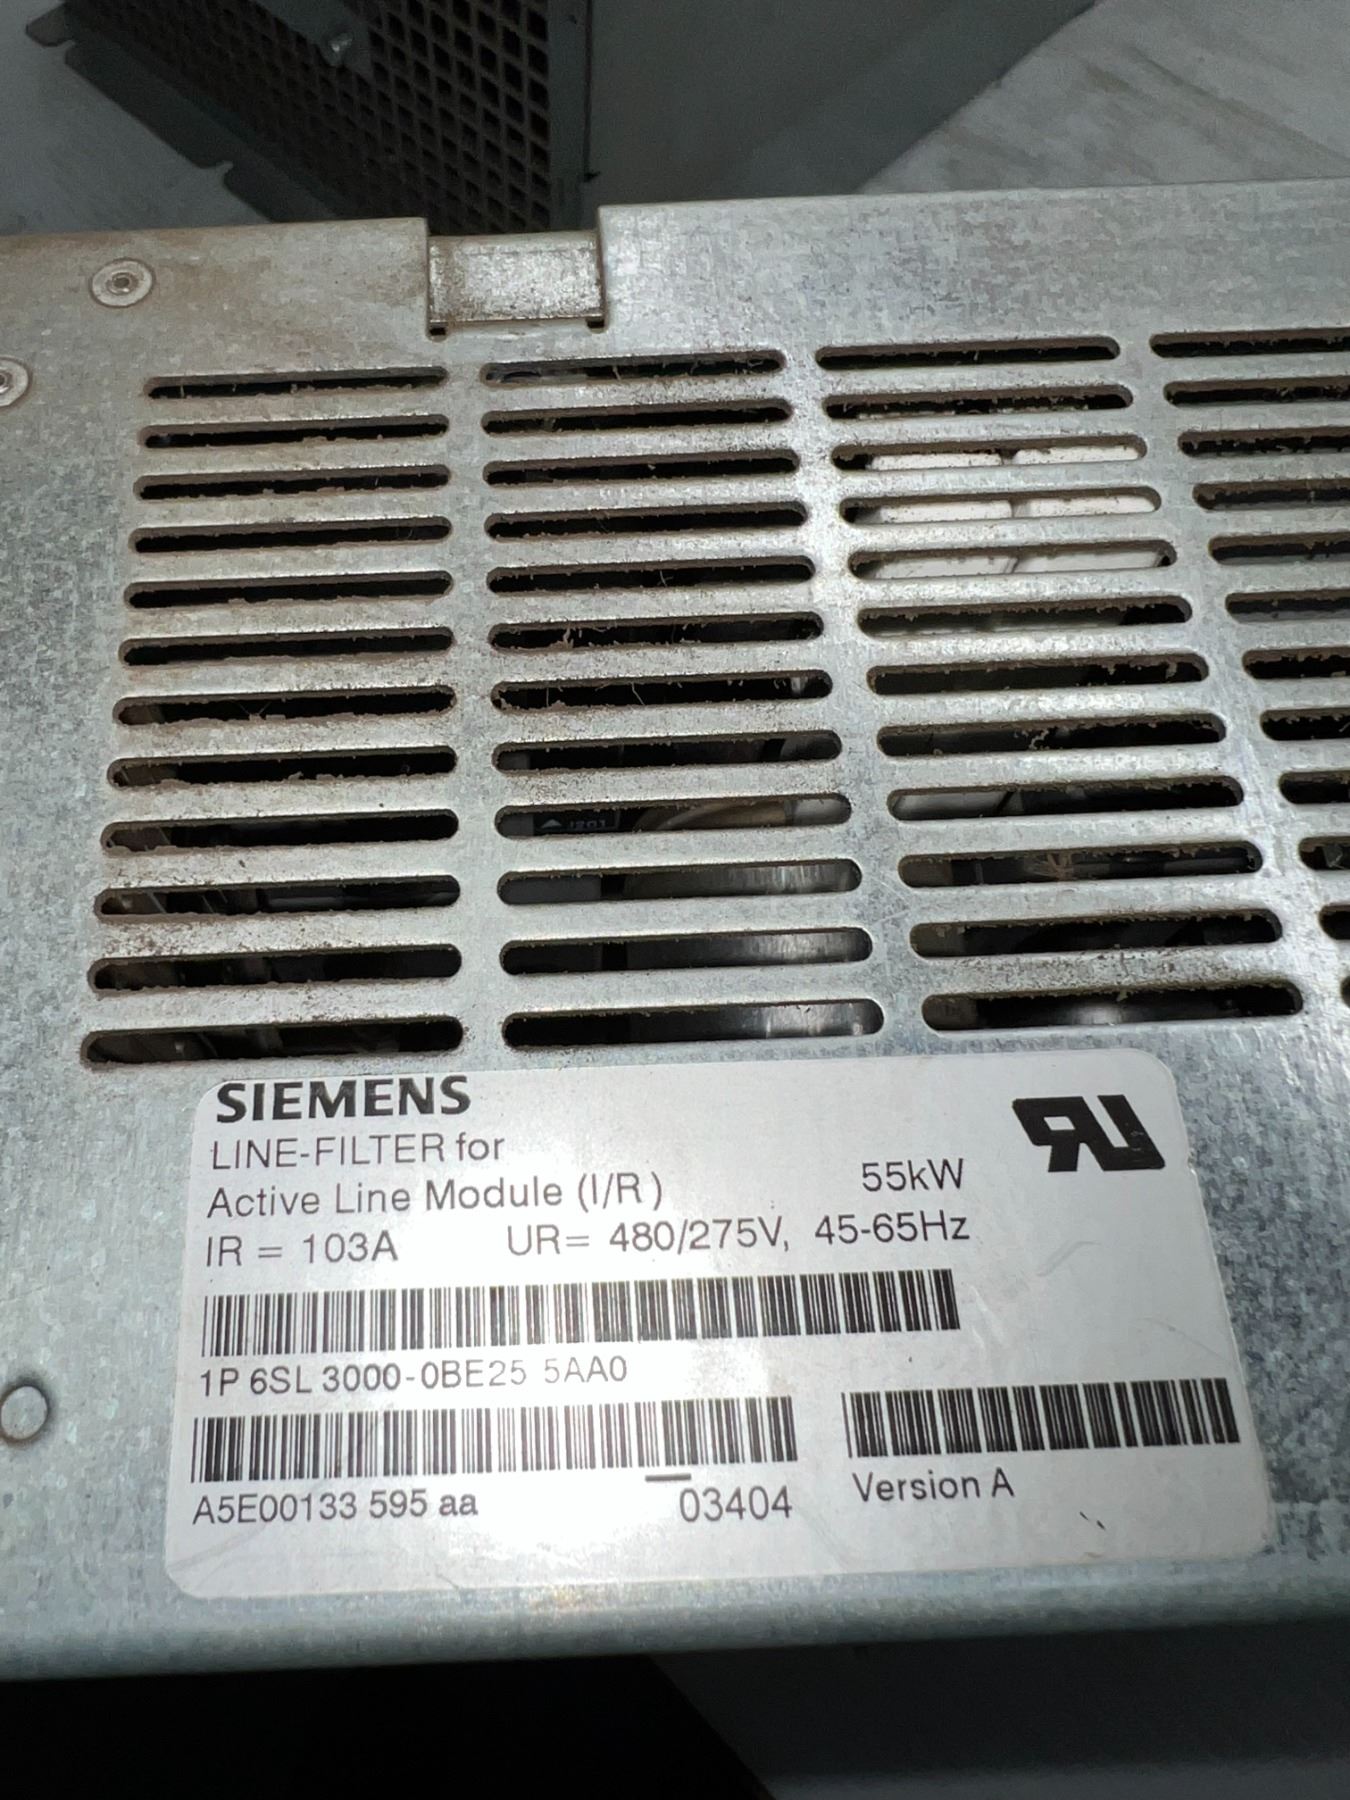 J201
SIEMENS
LINE-FILTER for
Active Line Module (I/R) 55kW
IR = 103A UR= 480/275V, 45-65Hz
1P 6SL 3000-0BE25 5AA0
A5E00133 595 aa 03404 Version A